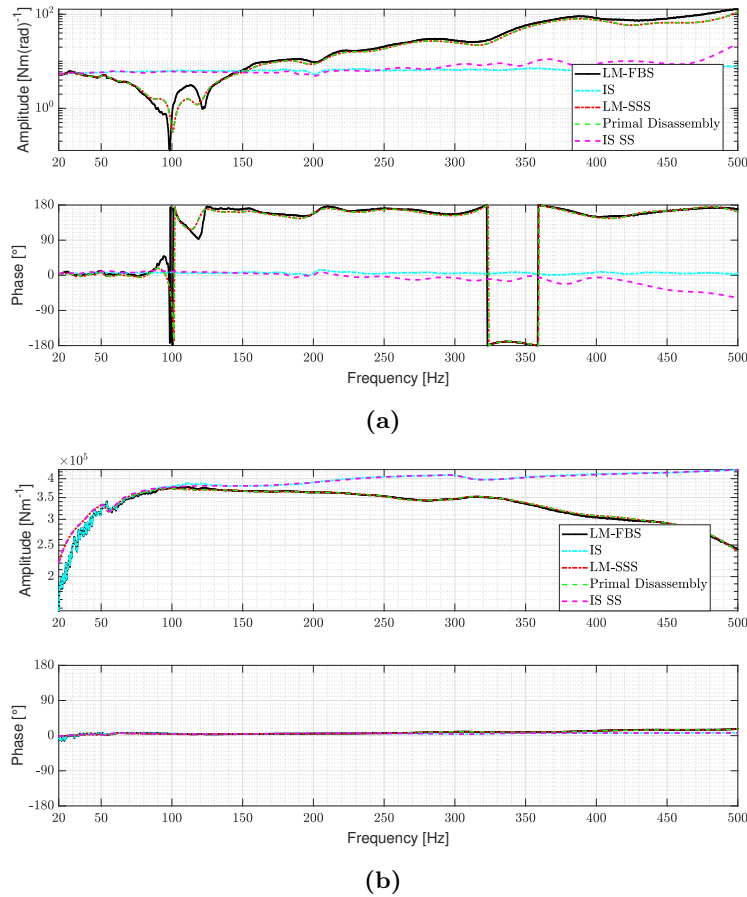 10²
10⁰
Amplitude [Nm(rad)⁻¹]
LM-FBS
IS
LM-SSS
Primal Disassembly
IS SS
20 50 100 150 200 250 300 350 400 450 500
180
90
0
-90
-180
Phase [°]
20 50 100 150 200 250 300 350 400 450 500
Frequency [Hz]
(a)
×10⁵
4
3.5
3
2.5
2
Amplitude [Nm⁻¹]
LM-FBS
IS
LM-SSS
Primal Disassembly
IS SS
20 50 100 150 200 250 300 350 400 450 500
180
90
0
-90
-180
Phase [°]
20 50 100 150 200 250 300 350 400 450 500
Frequency [Hz]
(b)